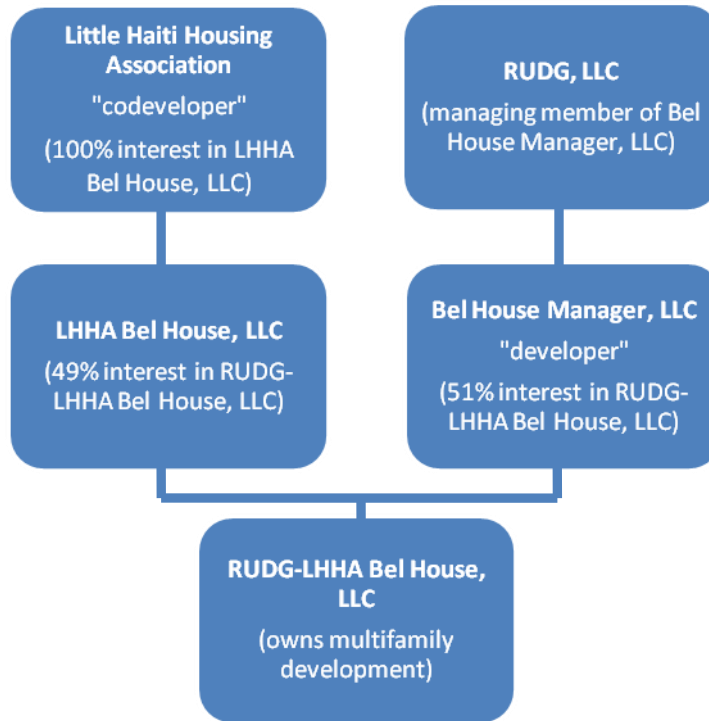 Little Haiti Housing
Association
"codeveloper"
(100% interest in LHHA
Bel House, LLC)
RUDG, LLC
(managing member of Bel
House Manager, LLC)
LHHA Bel House, LLC
(49% interest in RUDG-
LHHA Bel House, LLC)
Bel House Manager, LLC
"developer"
(51% interest in RUDG-
LHHA Bel House, LLC)
RUDG-LHHA Bel House,
LLC
(owns multifamily
development)